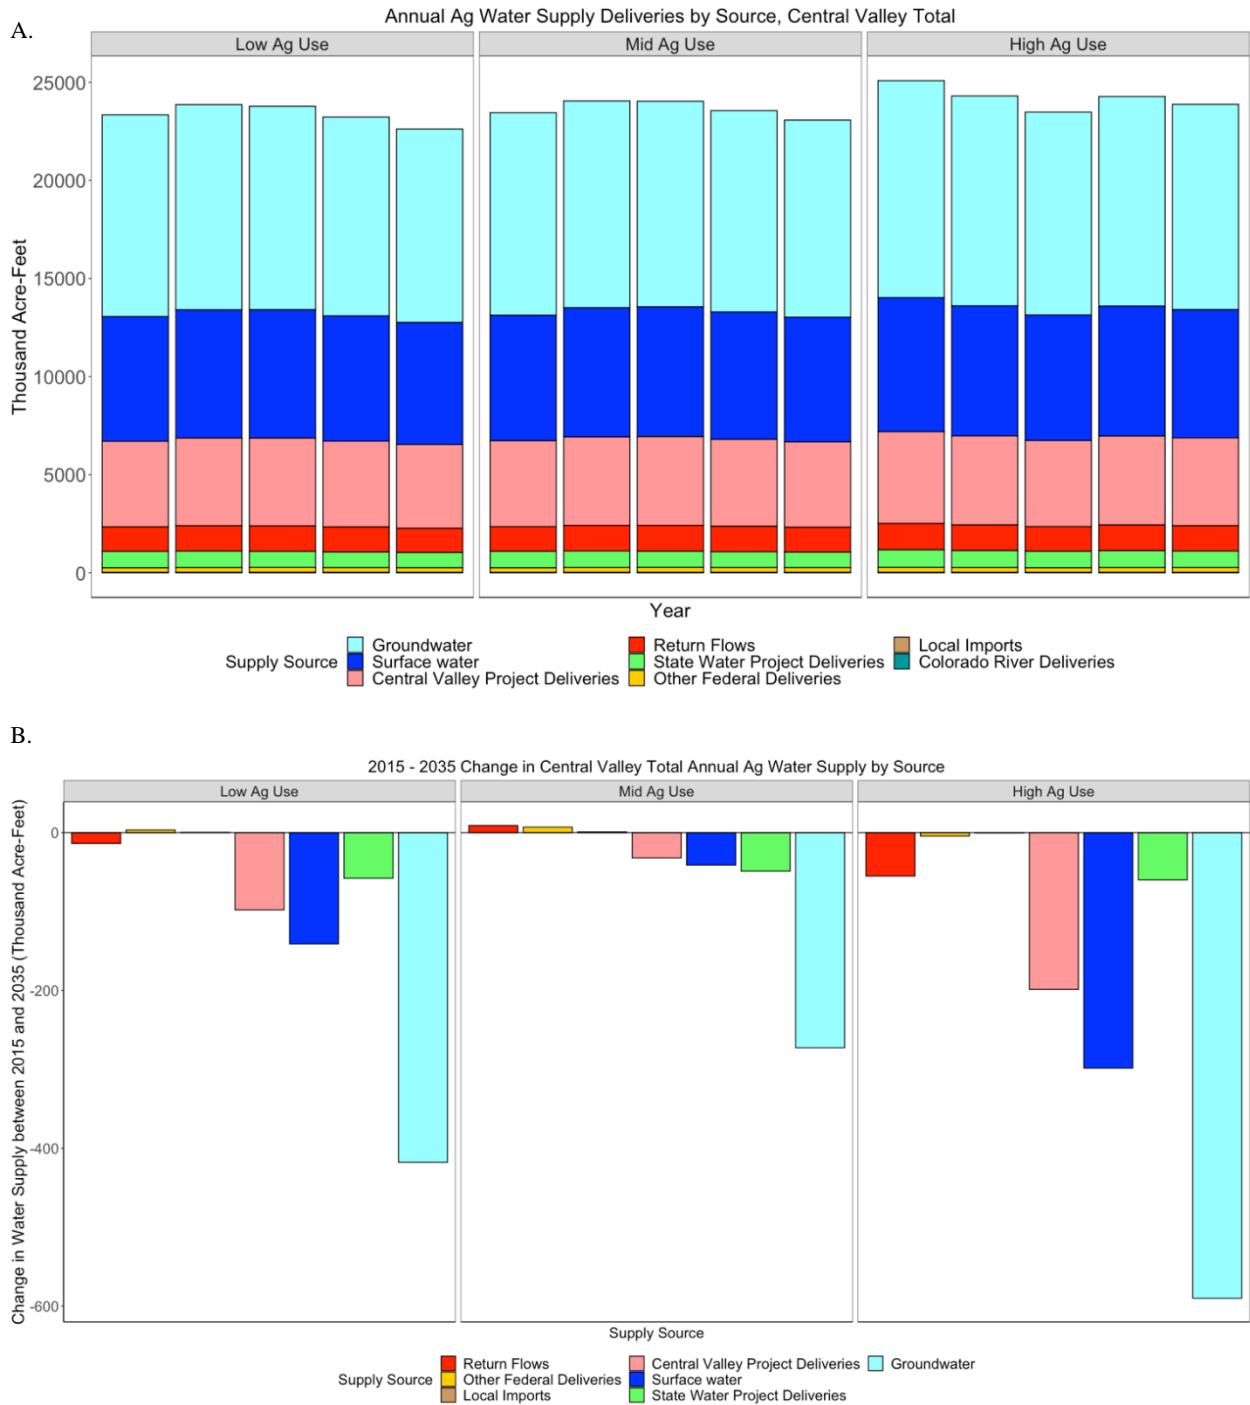 A.
Annual Ag Water Supply Deliveries by Source, Central Valley Total
Low Ag Use
Mid Ag Use
High Ag Use
Thousand Acre-Feet
25000
20000
15000
10000
5000
0
Year
Supply Source
Groundwater
Surface water
Central Valley Project Deliveries
Return Flows
State Water Project Deliveries
Other Federal Deliveries
Local Imports
Colorado River Deliveries
B.
2015 - 2035 Change in Central Valley Total Annual Ag Water Supply by Source
Low Ag Use
Mid Ag Use
High Ag Use
Change in Water Supply between 2015 and 2035 (Thousand Acre-Feet)
0
-200
-400
-600
Supply Source
Supply Source
Return Flows
Other Federal Deliveries
Local Imports
Central Valley Project Deliveries
Surface water
State Water Project Deliveries
Groundwater